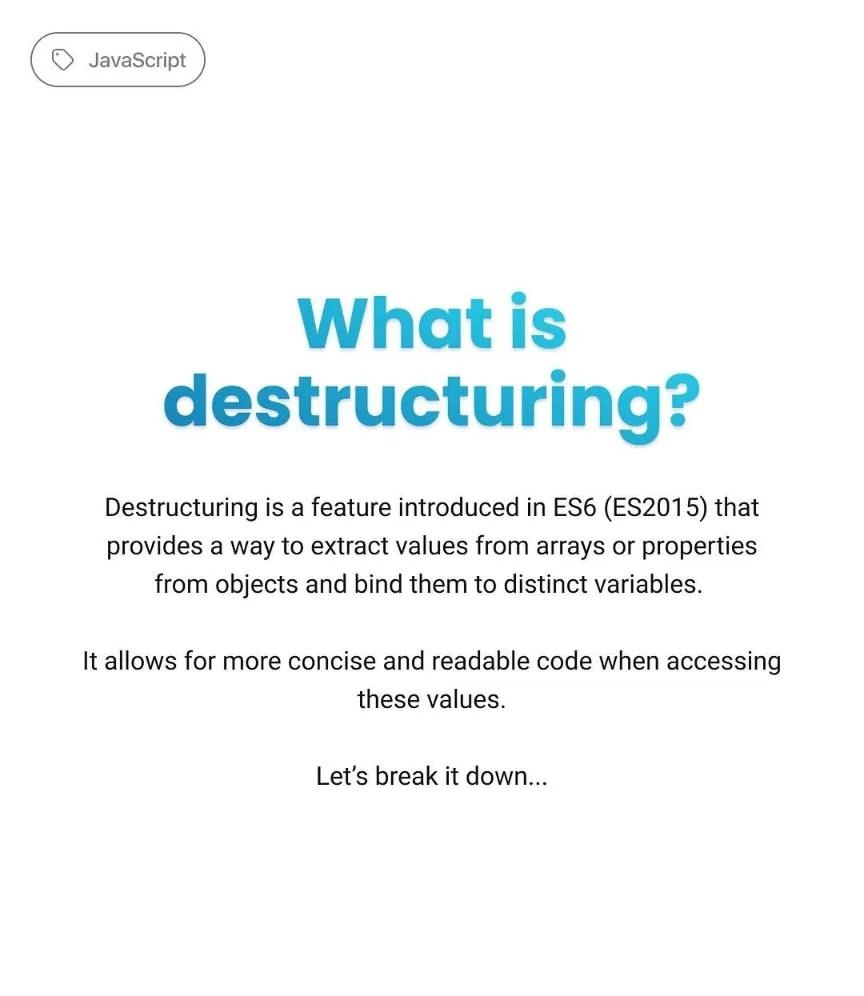 JavaScript
What is
destructuring?
Destructuring is a feature introduced in ES6 (ES2015) that
provides a way to extract values from arrays or properties
from objects and bind them to distinct variables.
It allows for more concise and readable code when accessing
these values.
Let’s break it down...